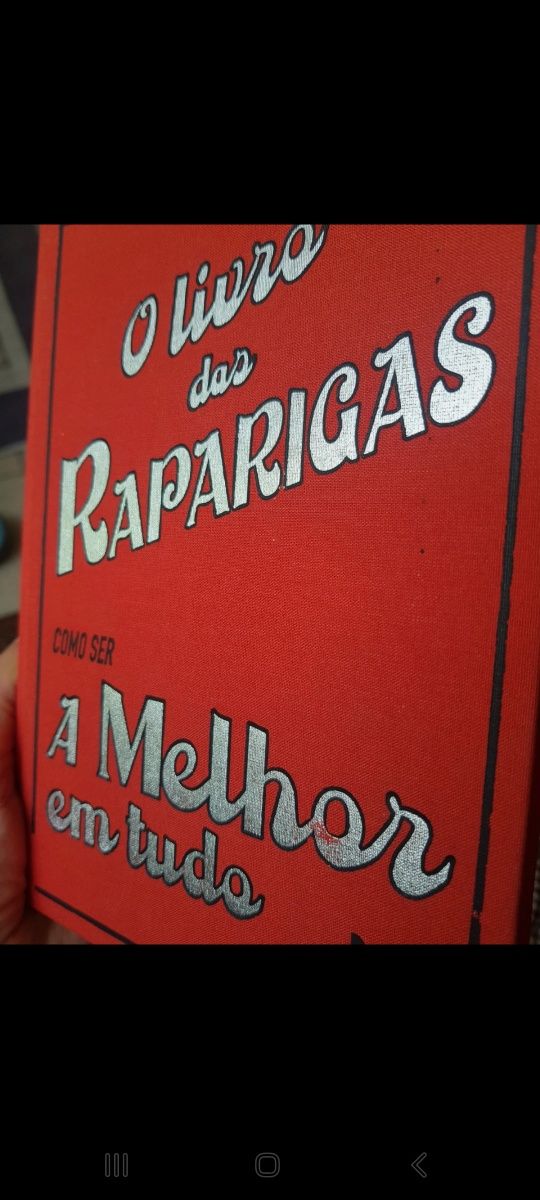 O livro
das
RAPARIGAS
COMO SER
A Melhor
em tudo